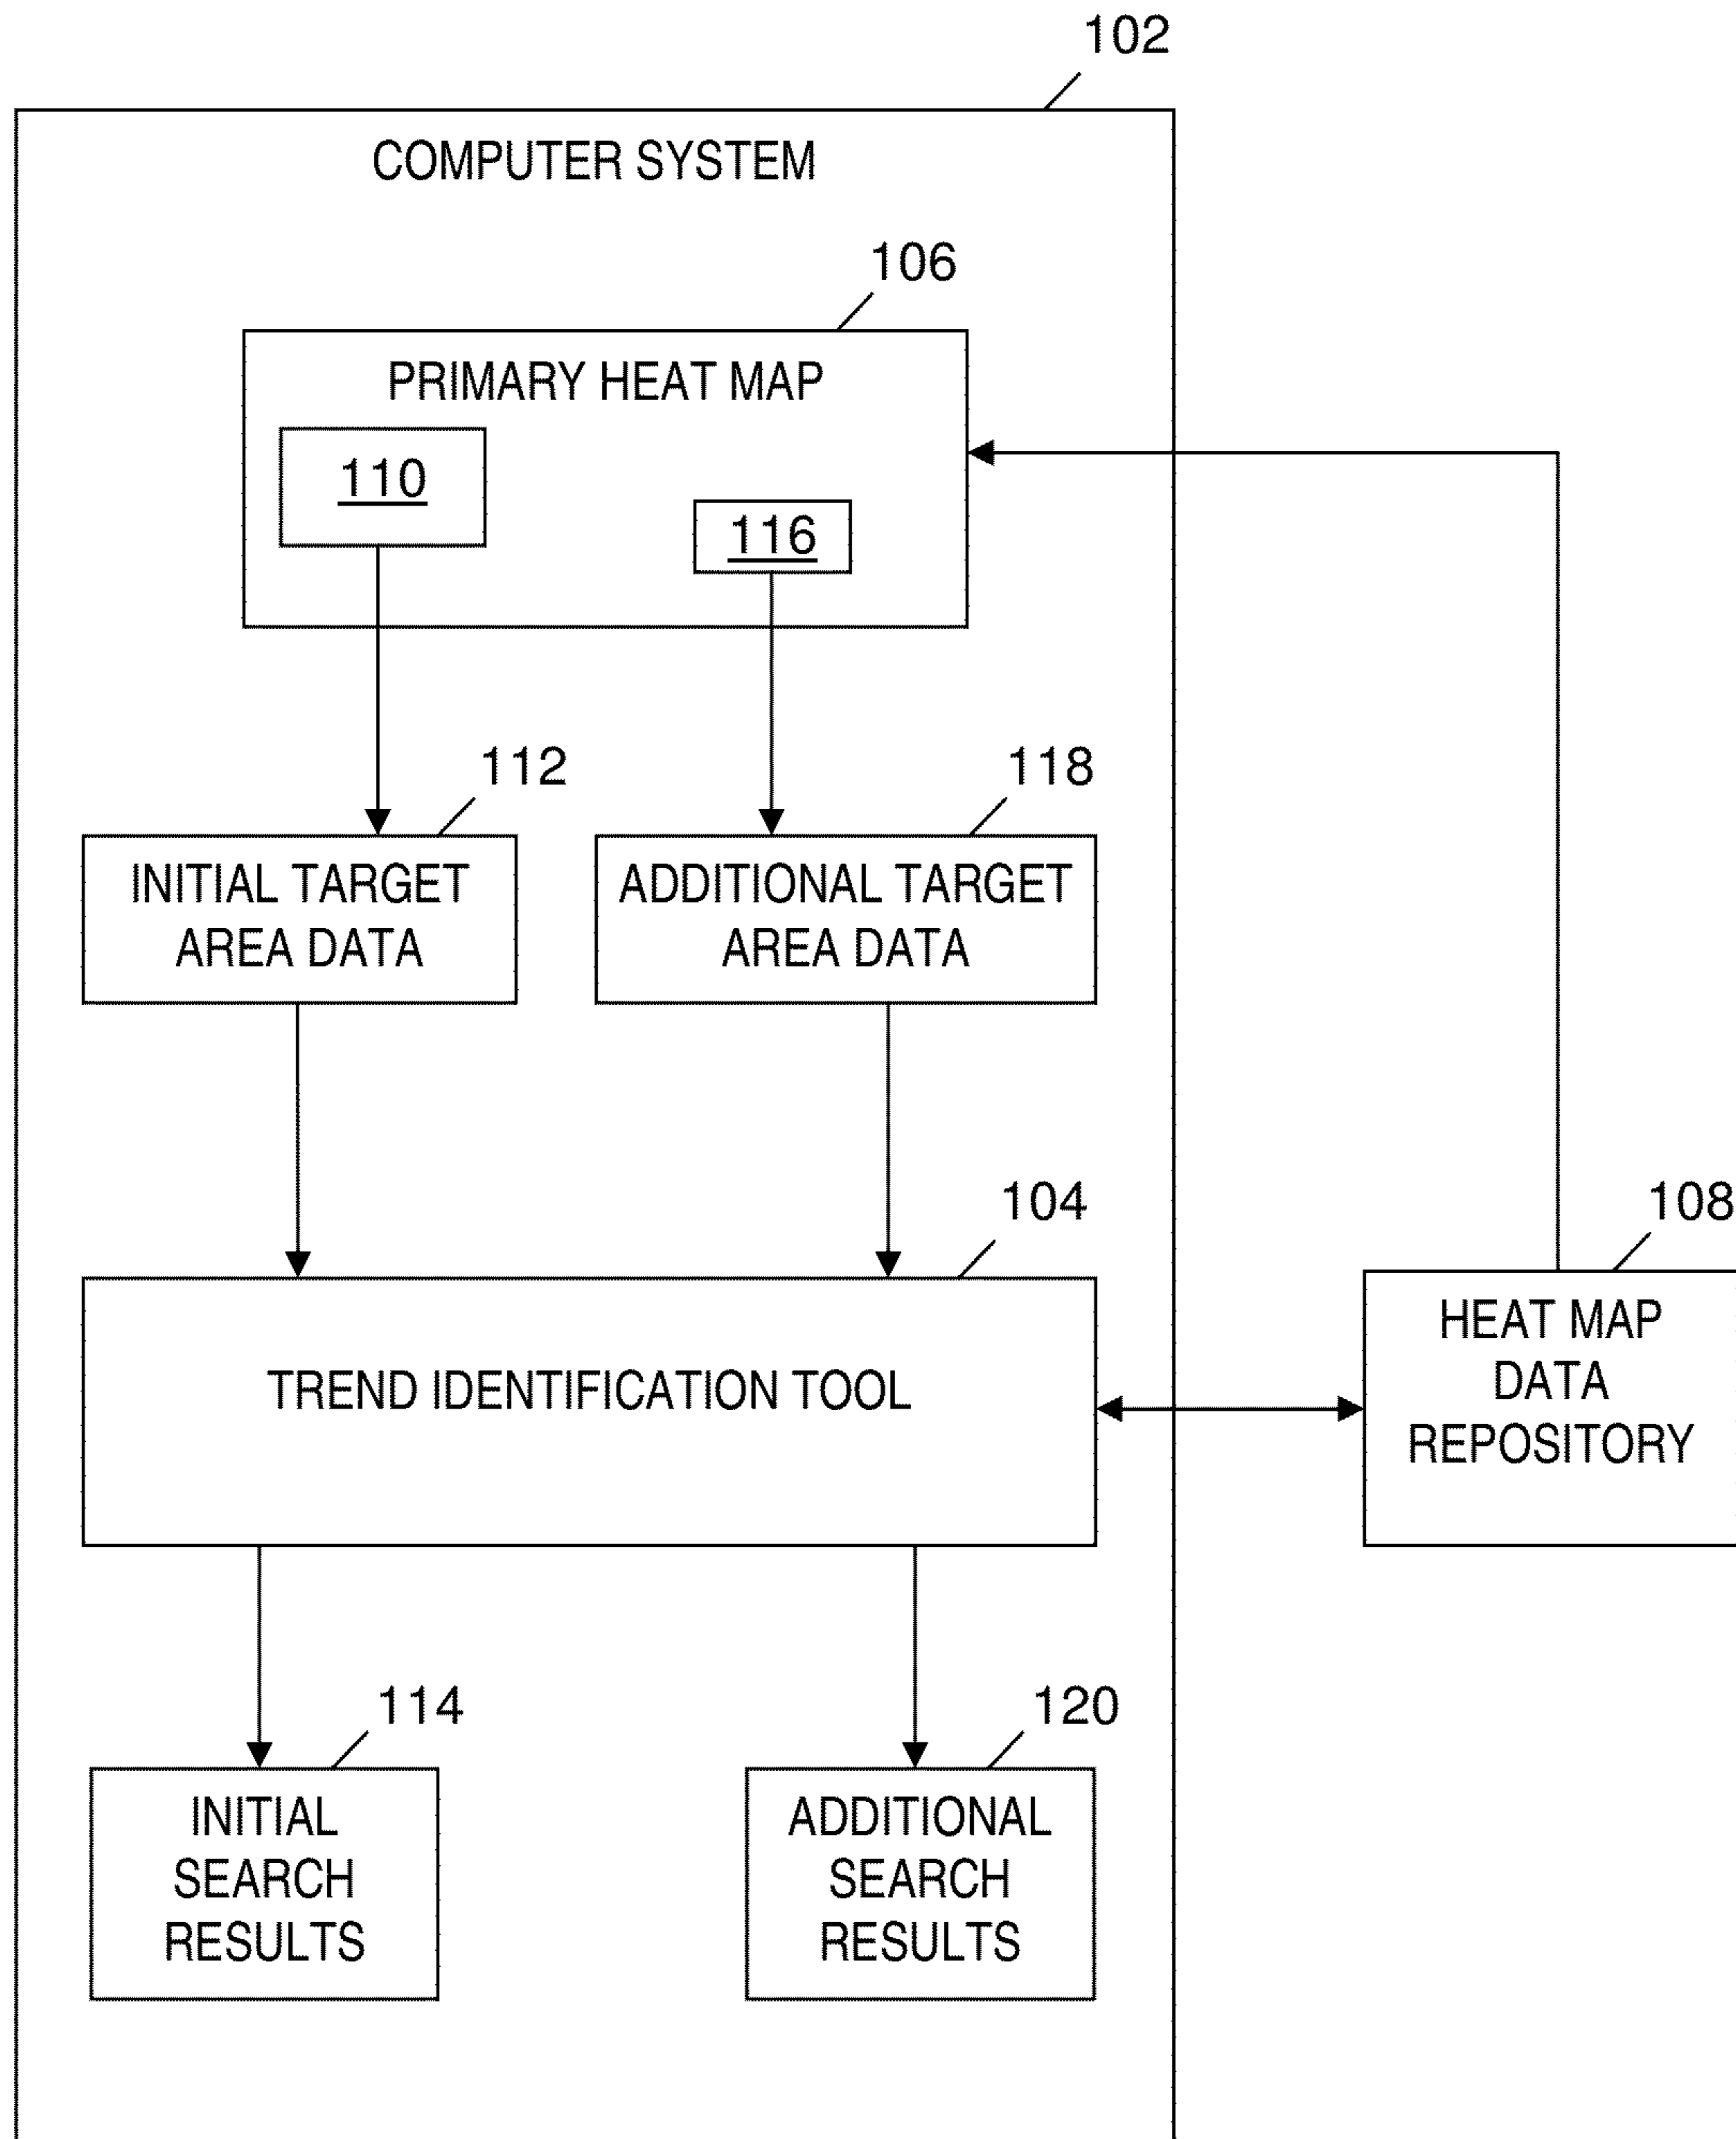 102
COMPUTER SYSTEM
106
PRIMARY HEAT MAP
110
116
112
118
INITIAL TARGET
AREA DATA
ADDITIONAL TARGET
AREA DATA
104
108
TREND IDENTIFICATION TOOL
HEAT MAP
DATA
REPOSITORY
114
120
INITIAL
SEARCH
RESULTS
ADDITIONAL
SEARCH
RESULTS